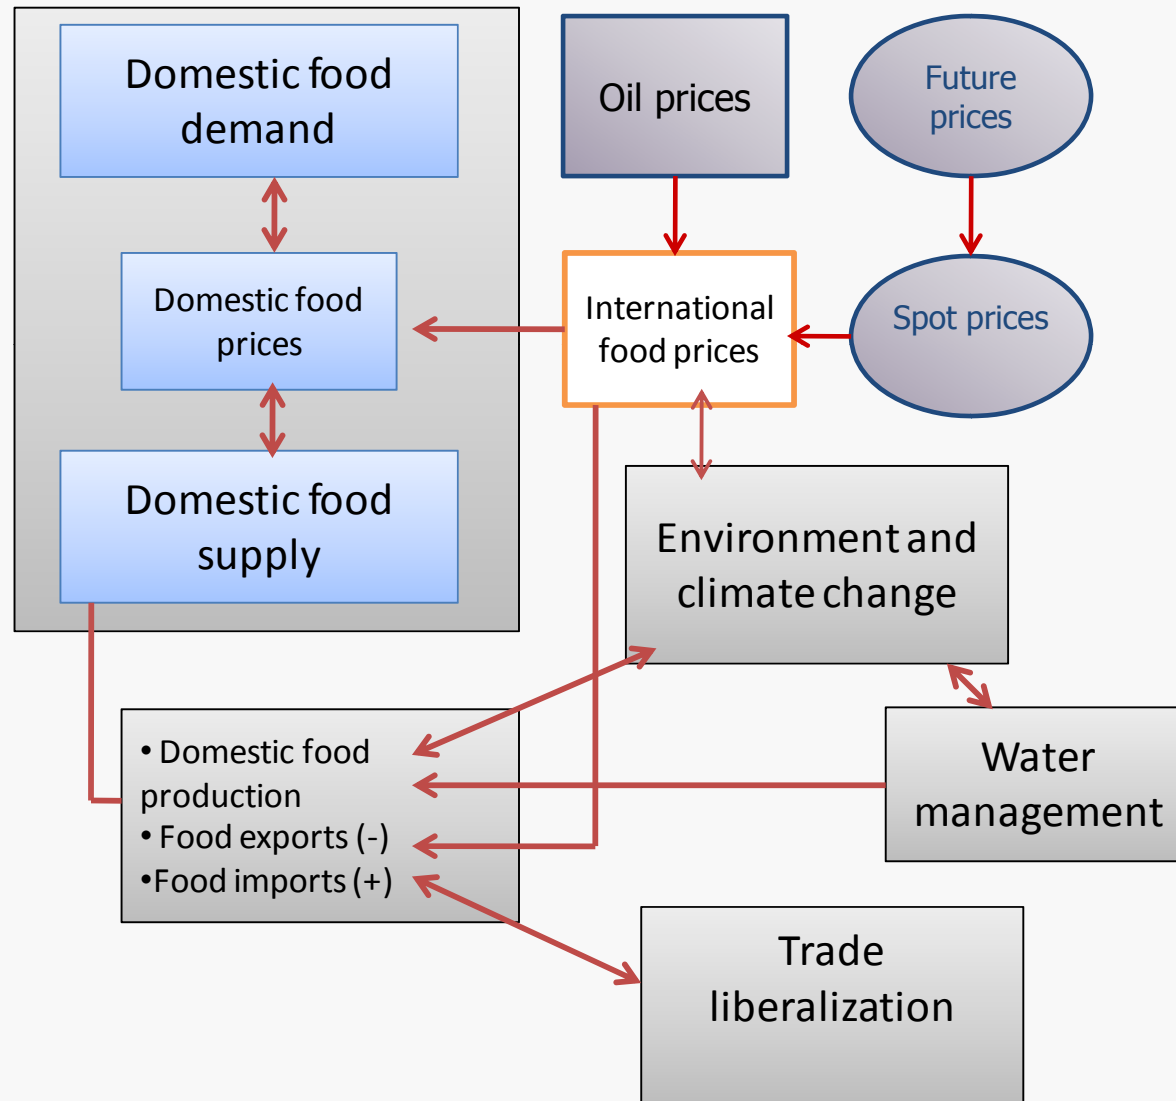 Domestic food
demand
Oil prices
Future
prices
Domestic food
prices
International
food prices
Spot prices
Domestic food
supply
Environment and
climate change
• Domestic food
production
• Food exports (-)
•Food imports (+)
Water
management
Trade
liberalization